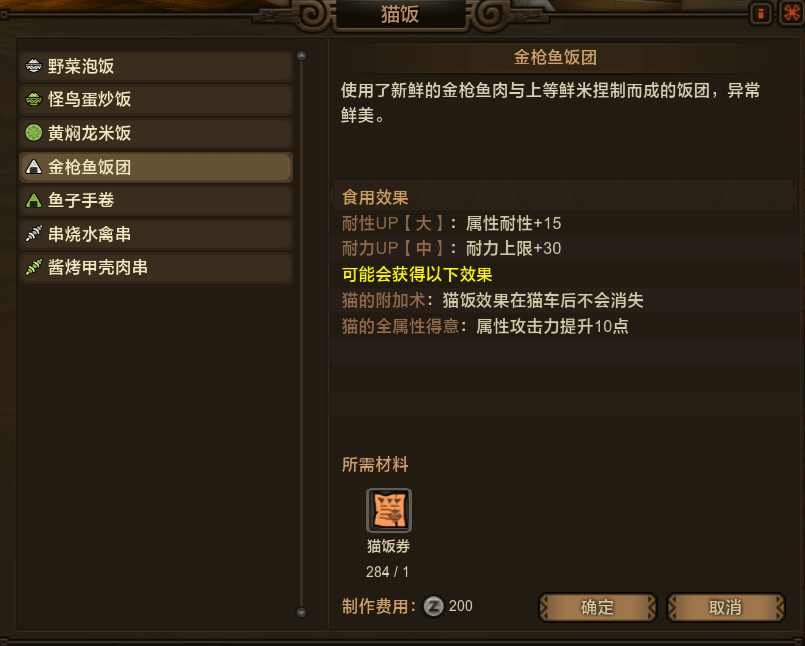 猫饭
野菜泡饭
怪鸟蛋炒饭
黄焖龙米饭
金枪鱼饭团
鱼子手卷
串烧水禽串
酱烤甲壳肉串
金枪鱼饭团
使用了新鲜的金枪鱼肉与上等鲜米捏制而成的饭团，异常
鲜美。
食用效果
耐性UP【大】：属性耐性+15
耐力UP【中】：耐力上限+30
可能会获得以下效果
猫的附加术：猫饭效果在猫车后不会消失
猫的全属性得意：属性攻击力提升10点
所需材料
猫饭券
284 / 1
制作费用：Z 200
确定
取消